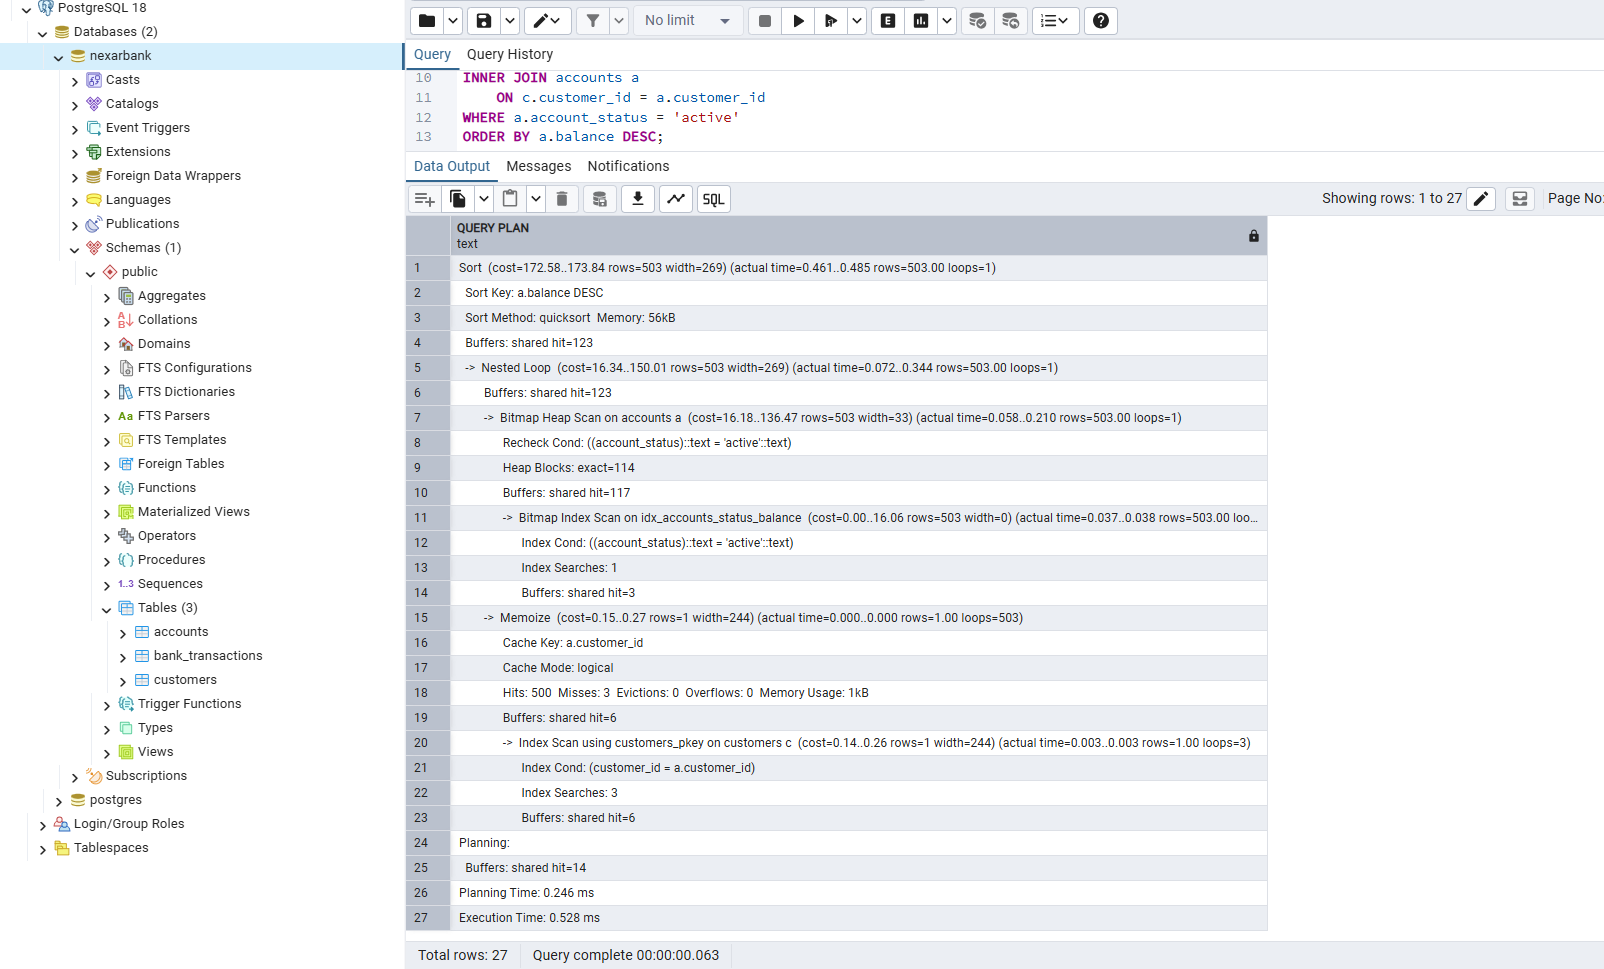 PostgreSQL 18
Databases (2)
nexarbank
Casts
Catalogs
Event Triggers
Extensions
Foreign Data Wrappers
Languages
Publications
Schemas (1)
public
Aggregates
Collations
Domains
FTS Configurations
FTS Dictionaries
Aa FTS Parsers
FTS Templates
Foreign Tables
Functions
Materialized Views
Operators
Procedures
1..3 Sequences
Tables (3)
accounts
bank_transactions
customers
Trigger Functions
Types
Views
Subscriptions
postgres
Login/Group Roles
Tablespaces
No limit
E
Query Query History
10 INNER JOIN accounts a
11 ON c.customer_id = a.customer_id
12 WHERE a.account_status = 'active'
13 ORDER BY a.balance DESC;
Data Output Messages Notifications
SQL
Showing rows: 1 to 27
Page No:
QUERY PLAN
text
1 Sort (cost=172.58..173.84 rows=503 width=269) (actual time=0.461..0.485 rows=503.00 loops=1)
2 Sort Key: a.balance DESC
3 Sort Method: quicksort Memory: 56kB
4 Buffers: shared hit=123
5 -> Nested Loop (cost=16.34..150.01 rows=503 width=269) (actual time=0.072..0.344 rows=503.00 loops=1)
6 Buffers: shared hit=123
7 -> Bitmap Heap Scan on accounts a (cost=16.18..136.47 rows=503 width=33) (actual time=0.058..0.210 rows=503.00 loops=1)
8 Recheck Cond: ((account_status)::text = 'active'::text)
9 Heap Blocks: exact=114
10 Buffers: shared hit=117
11 -> Bitmap Index Scan on idx_accounts_status_balance (cost=0.00..16.06 rows=503 width=0) (actual time=0.037..0.038 rows=503.00 loo...
12 Index Cond: ((account_status)::text = 'active'::text)
13 Index Searches: 1
14 Buffers: shared hit=3
15 -> Memoize (cost=0.15..0.27 rows=1 width=244) (actual time=0.000..0.000 rows=1.00 loops=503)
16 Cache Key: a.customer_id
17 Cache Mode: logical
18 Hits: 500 Misses: 3 Evictions: 0 Overflows: 0 Memory Usage: 1kB
19 Buffers: shared hit=6
20 -> Index Scan using customers_pkey on customers c (cost=0.14..0.26 rows=1 width=244) (actual time=0.003..0.003 rows=1.00 loops=3)
21 Index Cond: (customer_id = a.customer_id)
22 Index Searches: 3
23 Buffers: shared hit=6
24 Planning:
25 Buffers: shared hit=14
26 Planning Time: 0.246 ms
27 Execution Time: 0.528 ms
Total rows: 27 Query complete 00:00:00.063